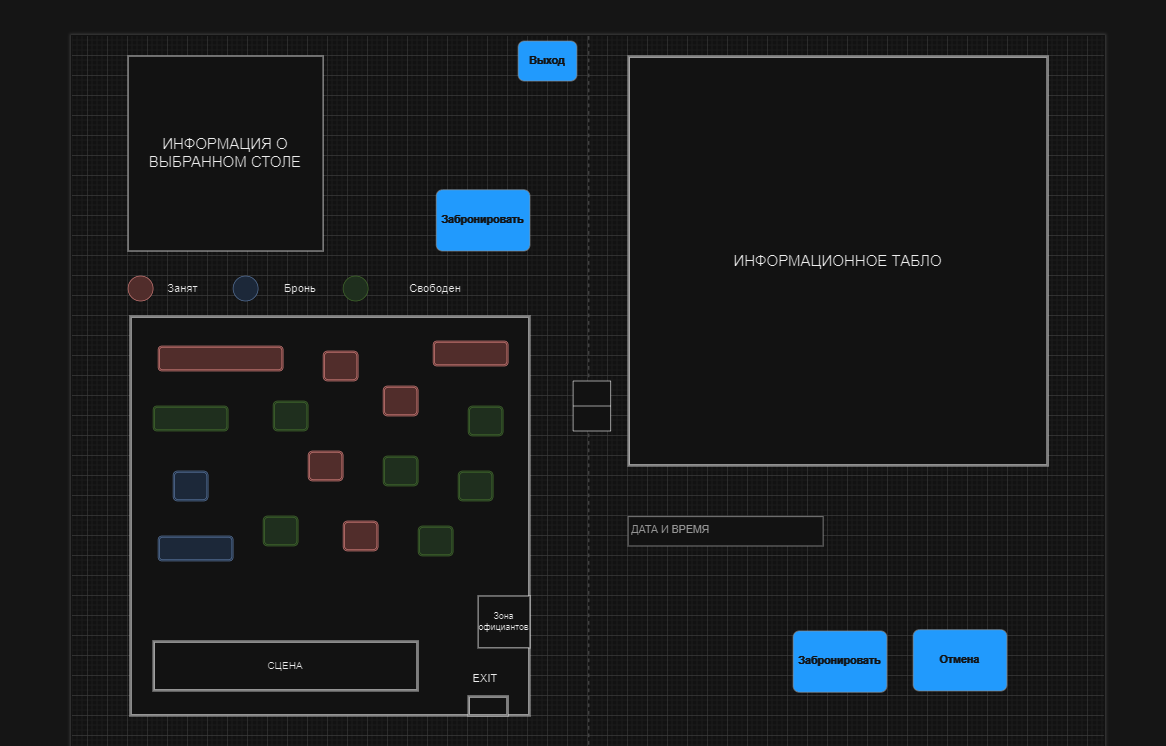 Выход
ИНФОРМАЦИЯ О
ВЫБРАННОМ СТОЛЕ
Забронировать
Занят
Бронь
Свободен
Зона
официантов
СЦЕНА
EXIT
ИНФОРМАЦИОННОЕ ТАБЛО
ДАТА И ВРЕМЯ
Забронировать
Отмена